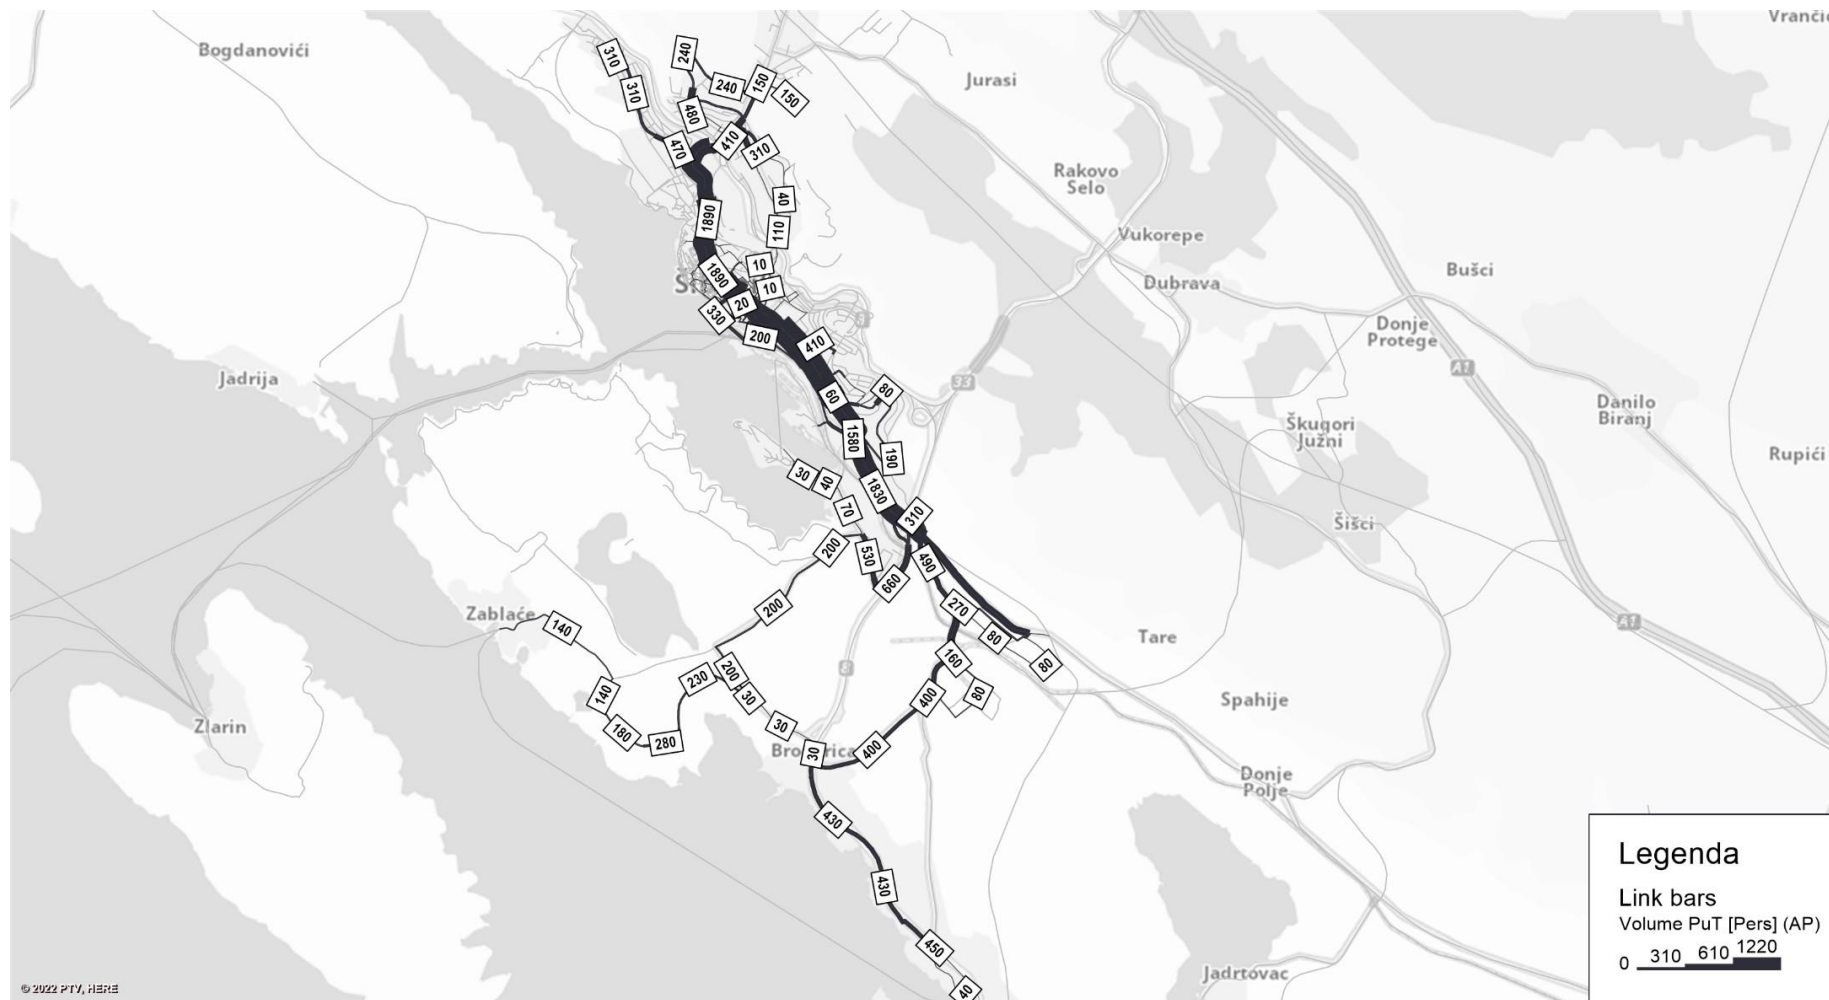 Vranči
Bogdanovići
310
240
310
240
150
150
Jurasi
480
470
410
310
Rakovo
Selo
40
1890
110
Vukorepe
10
1890
Bušci
10
Dubrava
20
330
200
410
8
Donje
Protege
A1
Jadrija
33
80
60
Danilo
Biranj
Škugori
Južni
1580
190
Rupići
30
40
1830
70
310
Šišci
200
530
490
660
200
270
Zablaće
140
80
Tare
A1
160
80
8
200
230
30
400
80
140
Spahije
Zlarin
180
280
30
30
400
Donje
Polje
430
430
450
40
Jadrtovac
Legenda
Link bars
Volume PuT [Pers] (AP)
0 310 610 1220
© 2022 PTV, HERE